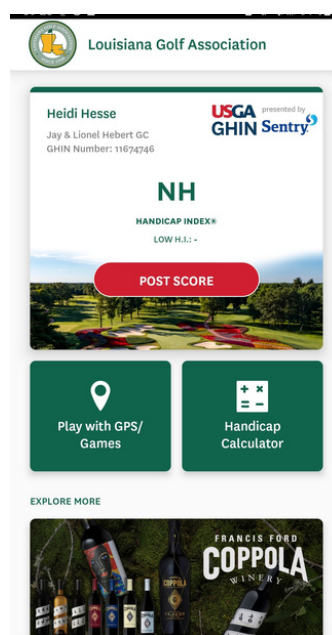 Louisiana Golf Association
Heidi Hesse
Jay & Lionel Hebert GC
GHIN Number: 11674746
USGA
GHIN
presented by
Sentry
NH
HANDICAP INDEX®
LOW H.I.: -
POST SCORE
Play with GPS/
Games
Handicap
Calculator
EXPLORE MORE
FRANCIS FORD
COPPOLA
WINERY
COPPOLA